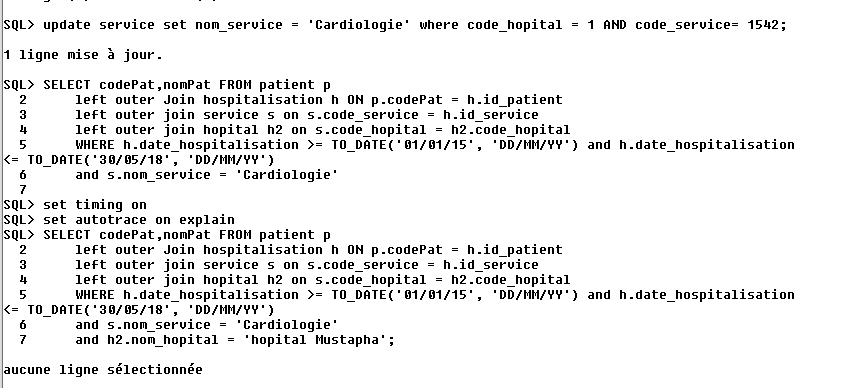 SQL> update service set nom_service = 'Cardiologie' where code_hopital = 1 AND code_service= 1542;
1 ligne mise à jour.
SQL> SELECT codePat,nomPat FROM patient p
2 left outer Join hospitalisation h ON p.codePat = h.id_patient
3 left outer join service s on s.code_service = h.id_service
4 left outer join hopital h2 on s.code_hopital = h2.code_hopital
5 WHERE h.date_hospitalisation >= TO_DATE('01/01/15', 'DD/MM/YY') and h.date_hospitalisation
<= TO_DATE('30/05/18', 'DD/MM/YY')
6 and s.nom_service = 'Cardiologie'
7
SQL> set timing on
SQL> set autotrace on explain
SQL> SELECT codePat,nomPat FROM patient p
2 left outer Join hospitalisation h ON p.codePat = h.id_patient
3 left outer join service s on s.code_service = h.id_service
4 left outer join hopital h2 on s.code_hopital = h2.code_hopital
5 WHERE h.date_hospitalisation >= TO_DATE('01/01/15', 'DD/MM/YY') and h.date_hospitalisation
<= TO_DATE('30/05/18', 'DD/MM/YY')
6 and s.nom_service = 'Cardiologie'
7 and h2.nom_hopital = 'hopital Mustapha';
aucune ligne sélectionnée